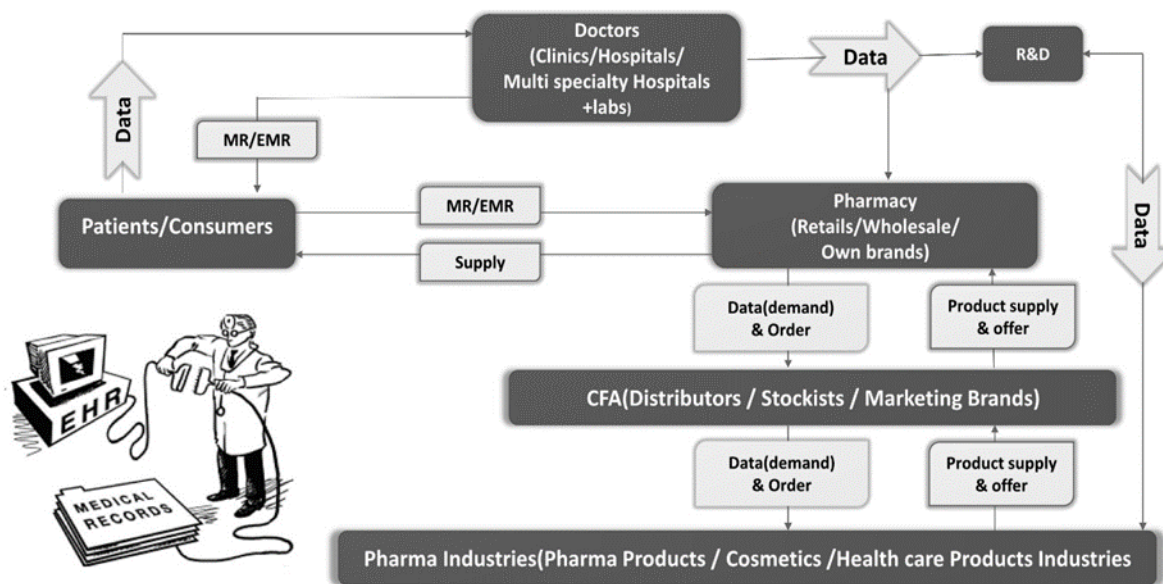 Doctors
(Clinics/Hospitals/
Multi specialty Hospitals
+labs)
Data
R&D
Data
MR/EMR
Patients/Consumers
MR/EMR
Supply
Pharmacy
(Retails/Wholesale/
Own brands)
Data
Data(demand)
& Order
Product supply
& offer
CFA(Distributors / Stockists / Marketing Brands)
Data(demand)
& Order
Product supply
& offer
Pharma Industries(Pharma Products / Cosmetics /Health care Products Industries
EHR
MEDICAL
RECORDS